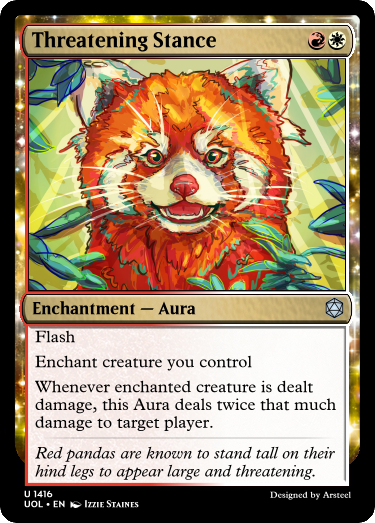 Threatening Stance
Enchantment — Aura
Flash
Enchant creature you control
Whenever enchanted creature is dealt
damage, this Aura deals twice that much
damage to target player.
Red pandas are known to stand tall on their
hind legs to appear large and threatening.
U 1416
UOL • EN Izzie Staines
Designed by Arsteel